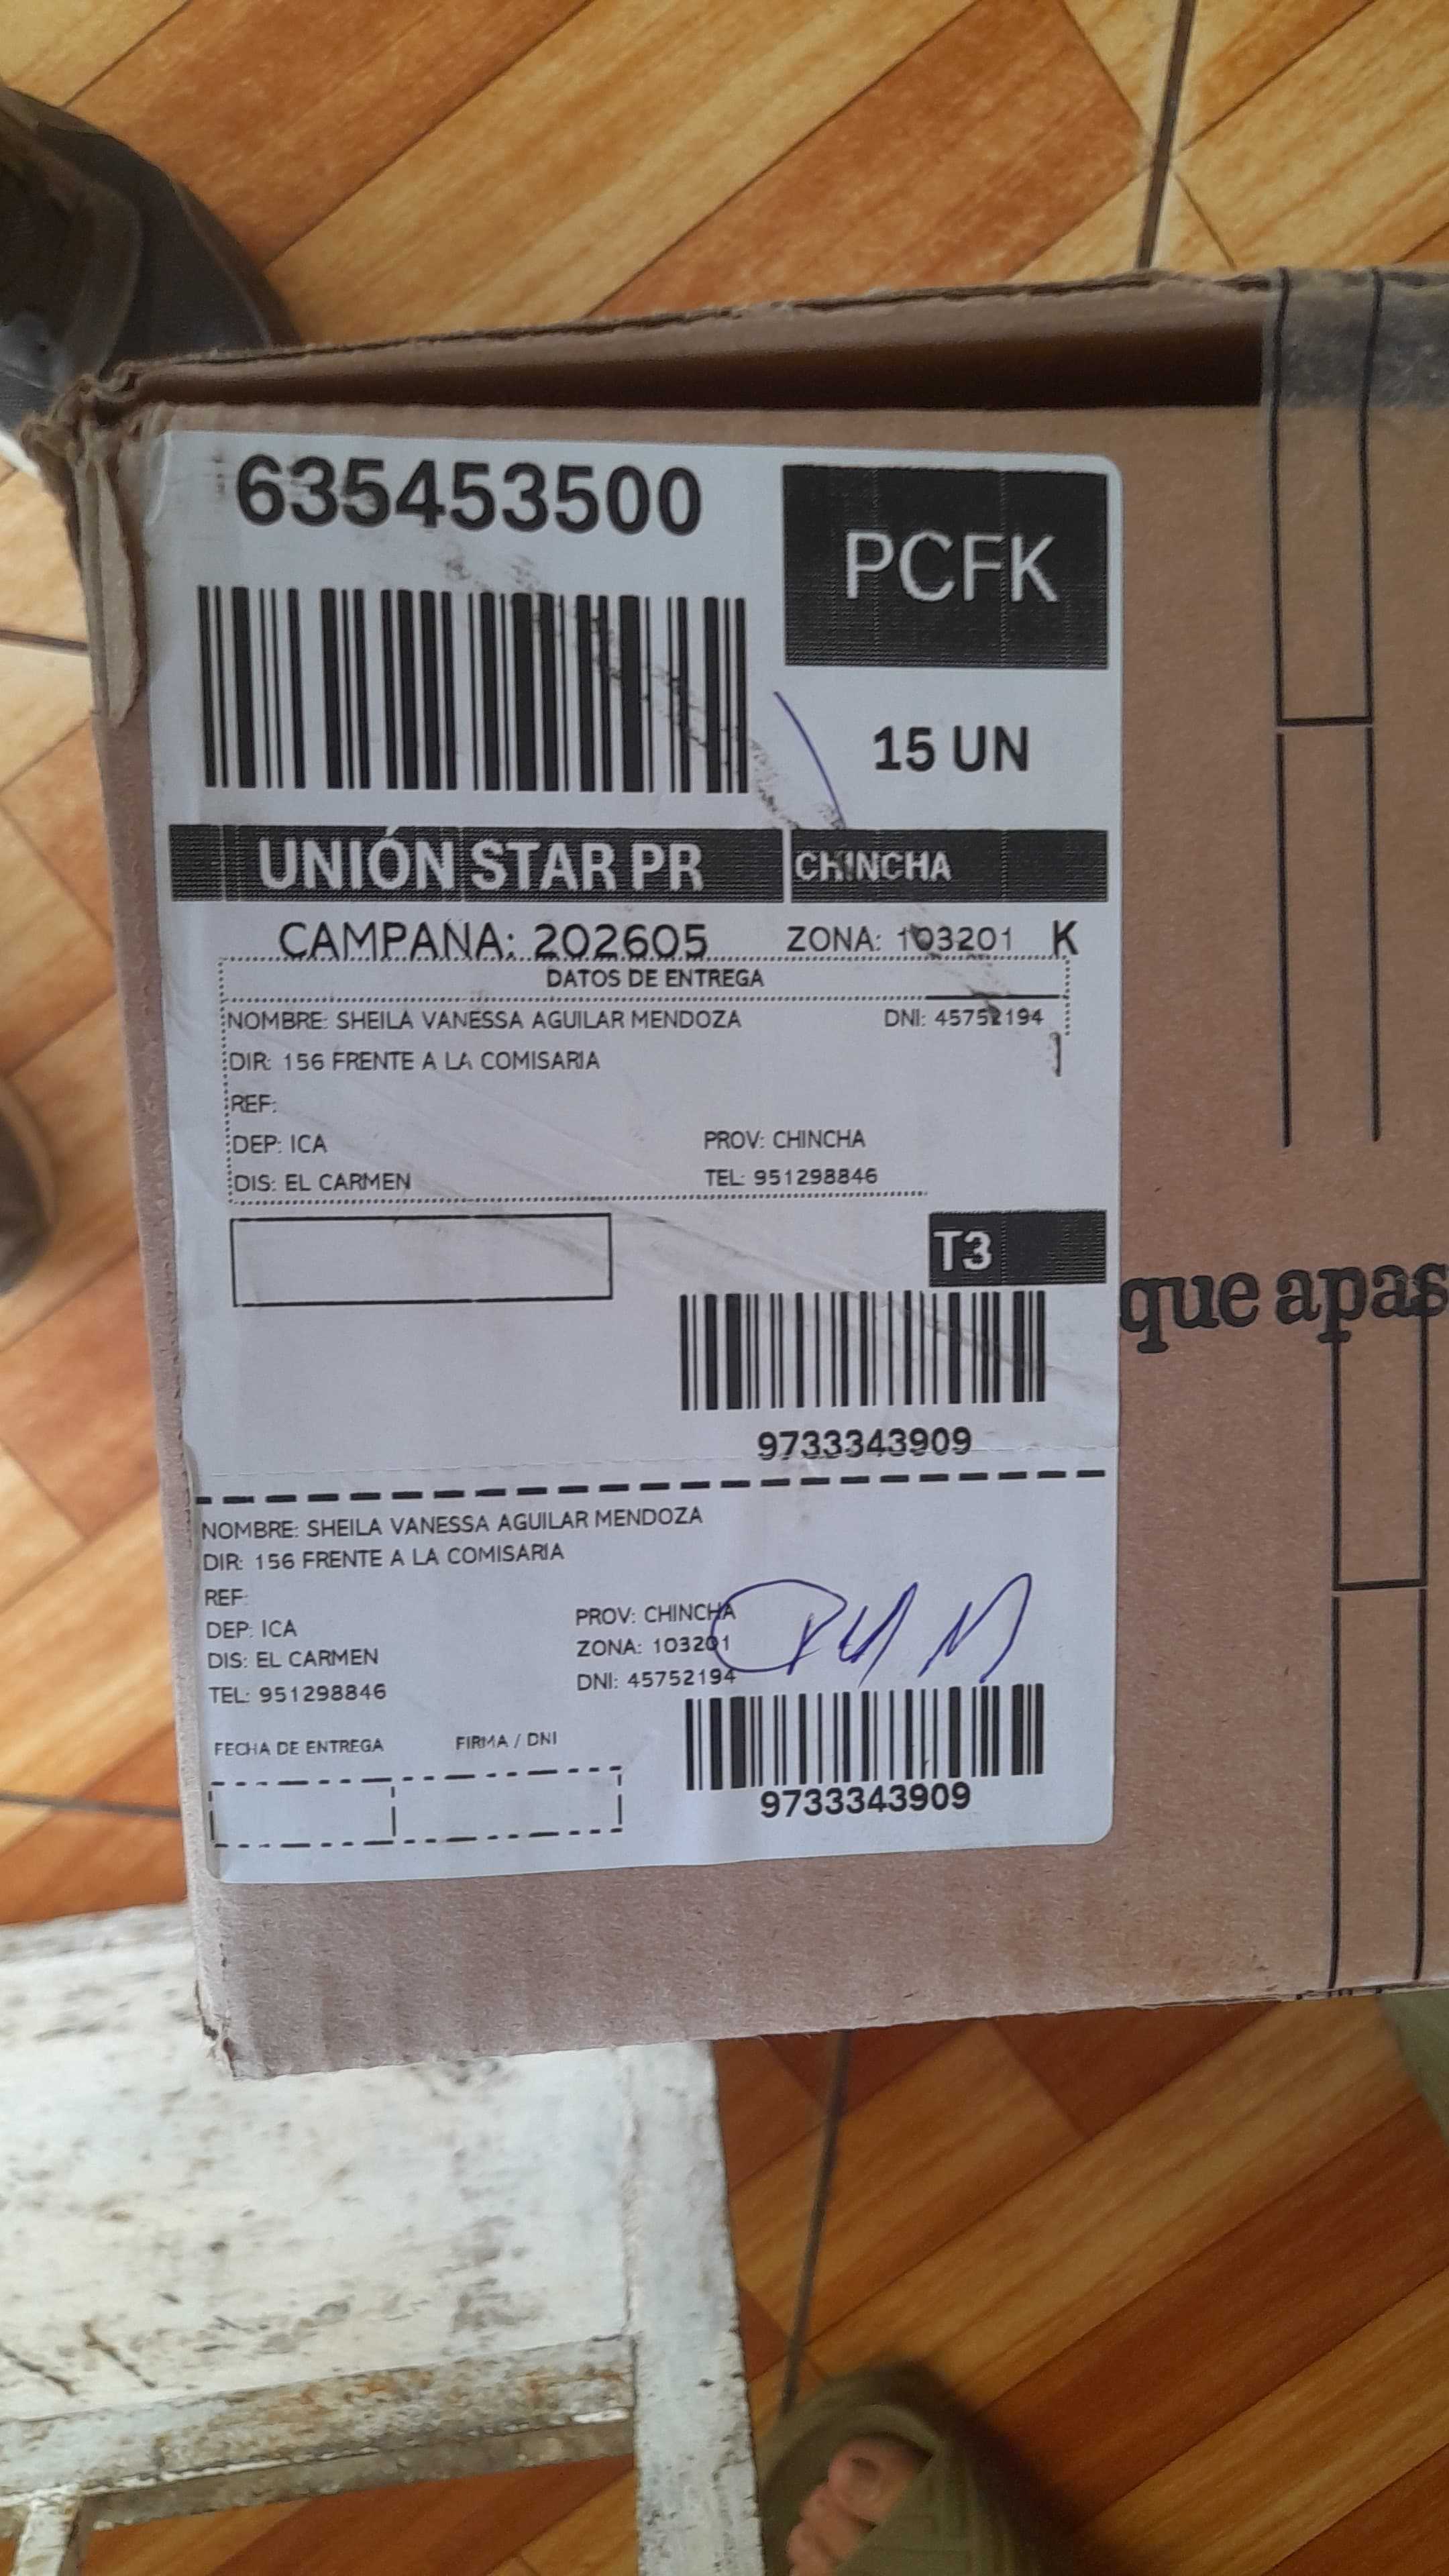 635453500
PCFK
15 UN
UNIÓN STAR PR
CHINCHA
CAMPAÑA: 202605 ZONA: 103201 K
DATOS DE ENTREGA
NOMBRE: SHEILA VANESSA AGUILAR MENDOZA DNI: 45752194
DIR: 156 FRENTE A LA COMISARIA
REF:
DEP: ICA PROV: CHINCHA
DIS: EL CARMEN TEL: 951298846
T3
que apas
9733343909
NOMBRE: SHEILA VANESSA AGUILAR MENDOZA
DIR: 156 FRENTE A LA COMISARIA
REF:
DEP: ICA PROV: CHINCHA
DIS: EL CARMEN ZONA: 103201
TEL: 951298846 DNI: 45752194
FECHA DE ENTREGA FIRMA / DNI
9733343909